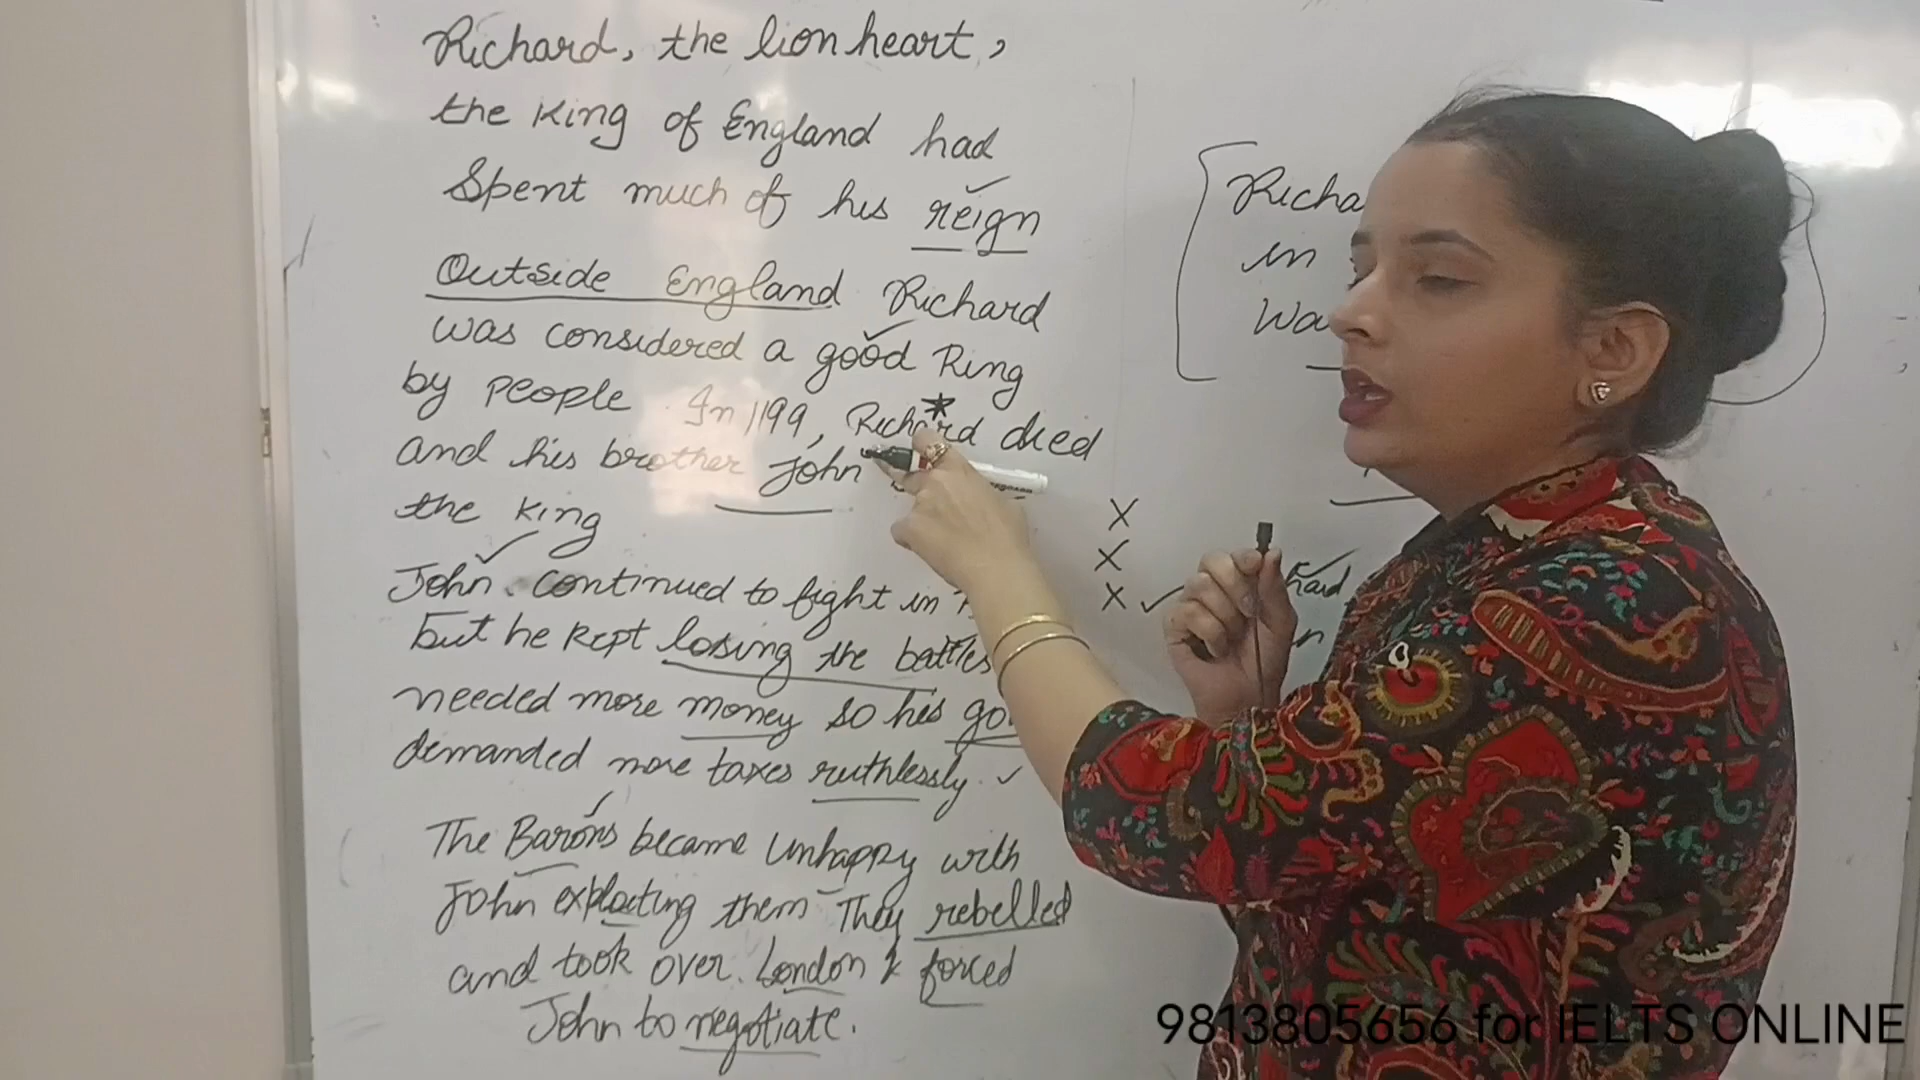 Richard, the lion heart,
the King of England had
Spent much of his reign
Outside England Richard
was considered a good King
by people. In 1199, Richard died
and his brother John
the King
John continued to fight in
but he kept losing the battles
needed more money so his
demanded more taxes ruthlessly
The Barons became unhappy with
John exploiting them They rebelled
and took over London & forced
John to negotiate.
in
X
X
X
9813805656 for IELTS ONLINE